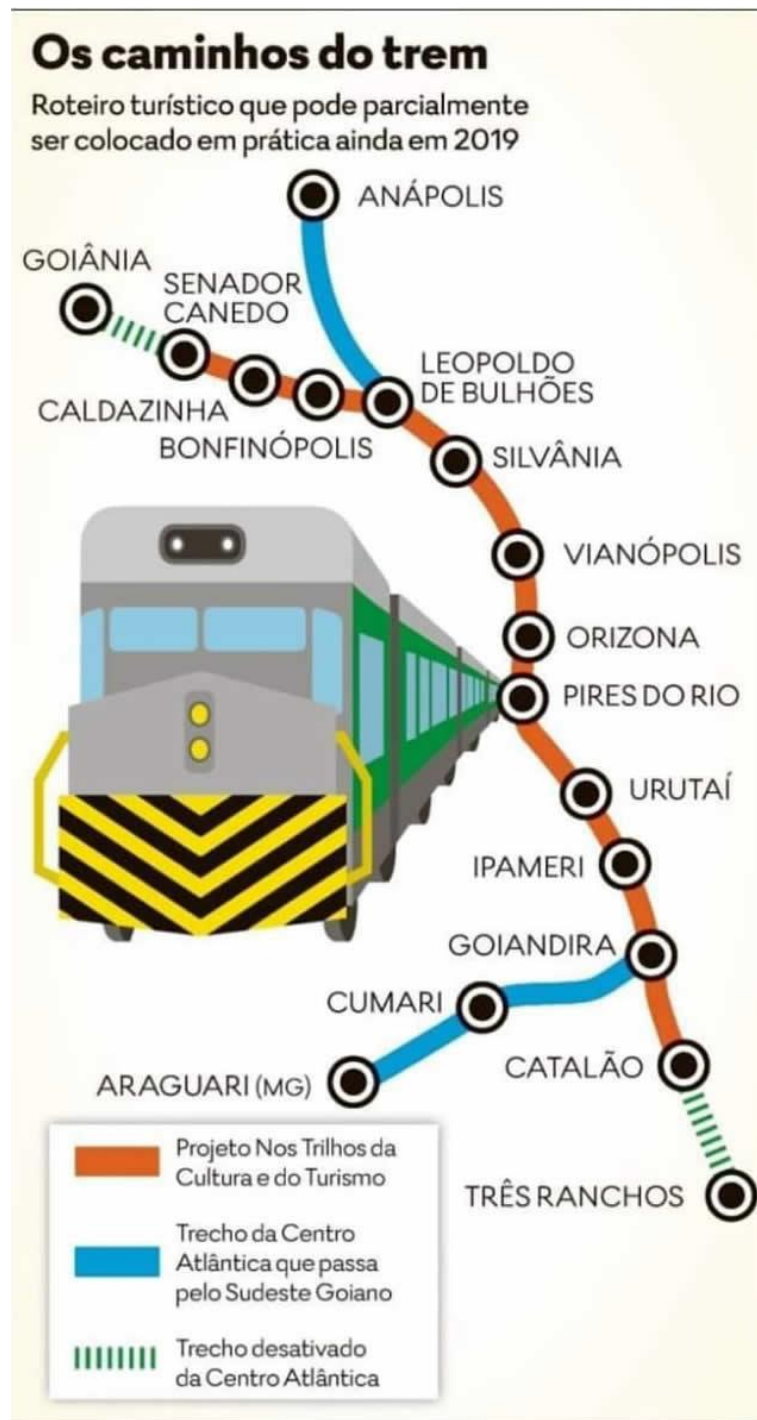 Os caminhos do trem
Roteiro turístico que pode parcialmente
ser colocado em prática ainda em 2019
ANÁPOLIS
GOIÂNIA
SENADOR
CANEDO
LEOPOLDO
DE BULHÕES
CALDAZINHA
BONFINÓPOLIS
SILVÂNIA
VIANÓPOLIS
ORIZONA
PIRES DO RIO
URUTAÍ
IPAMERI
GOIANDIRA
CUMARI
CATALÃO
ARAGUARI (MG)
TRÊS RANCHOS
Projeto Nos Trilhos da
Cultura e do Turismo
Trecho da Centro
Atlântica que passa
pelo Sudeste Goiano
Trecho desativado
da Centro Atlântica